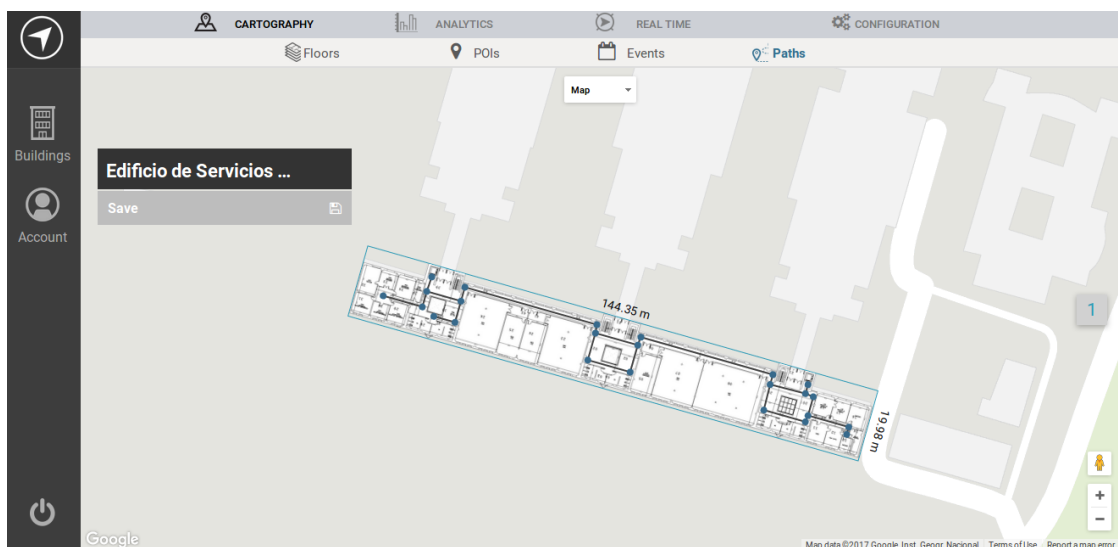 CARTOGRAPHY ANALYTICS REAL TIME CONFIGURATION
Floors POIs Events Paths
Map
Buildings
Edificio de Servicios ...
Save
Account
144.35 m
1
19.98 m
+
−
Google
Map data ©2017 Google, Inst. Geogr. Nacional Terms of Use Report a map error